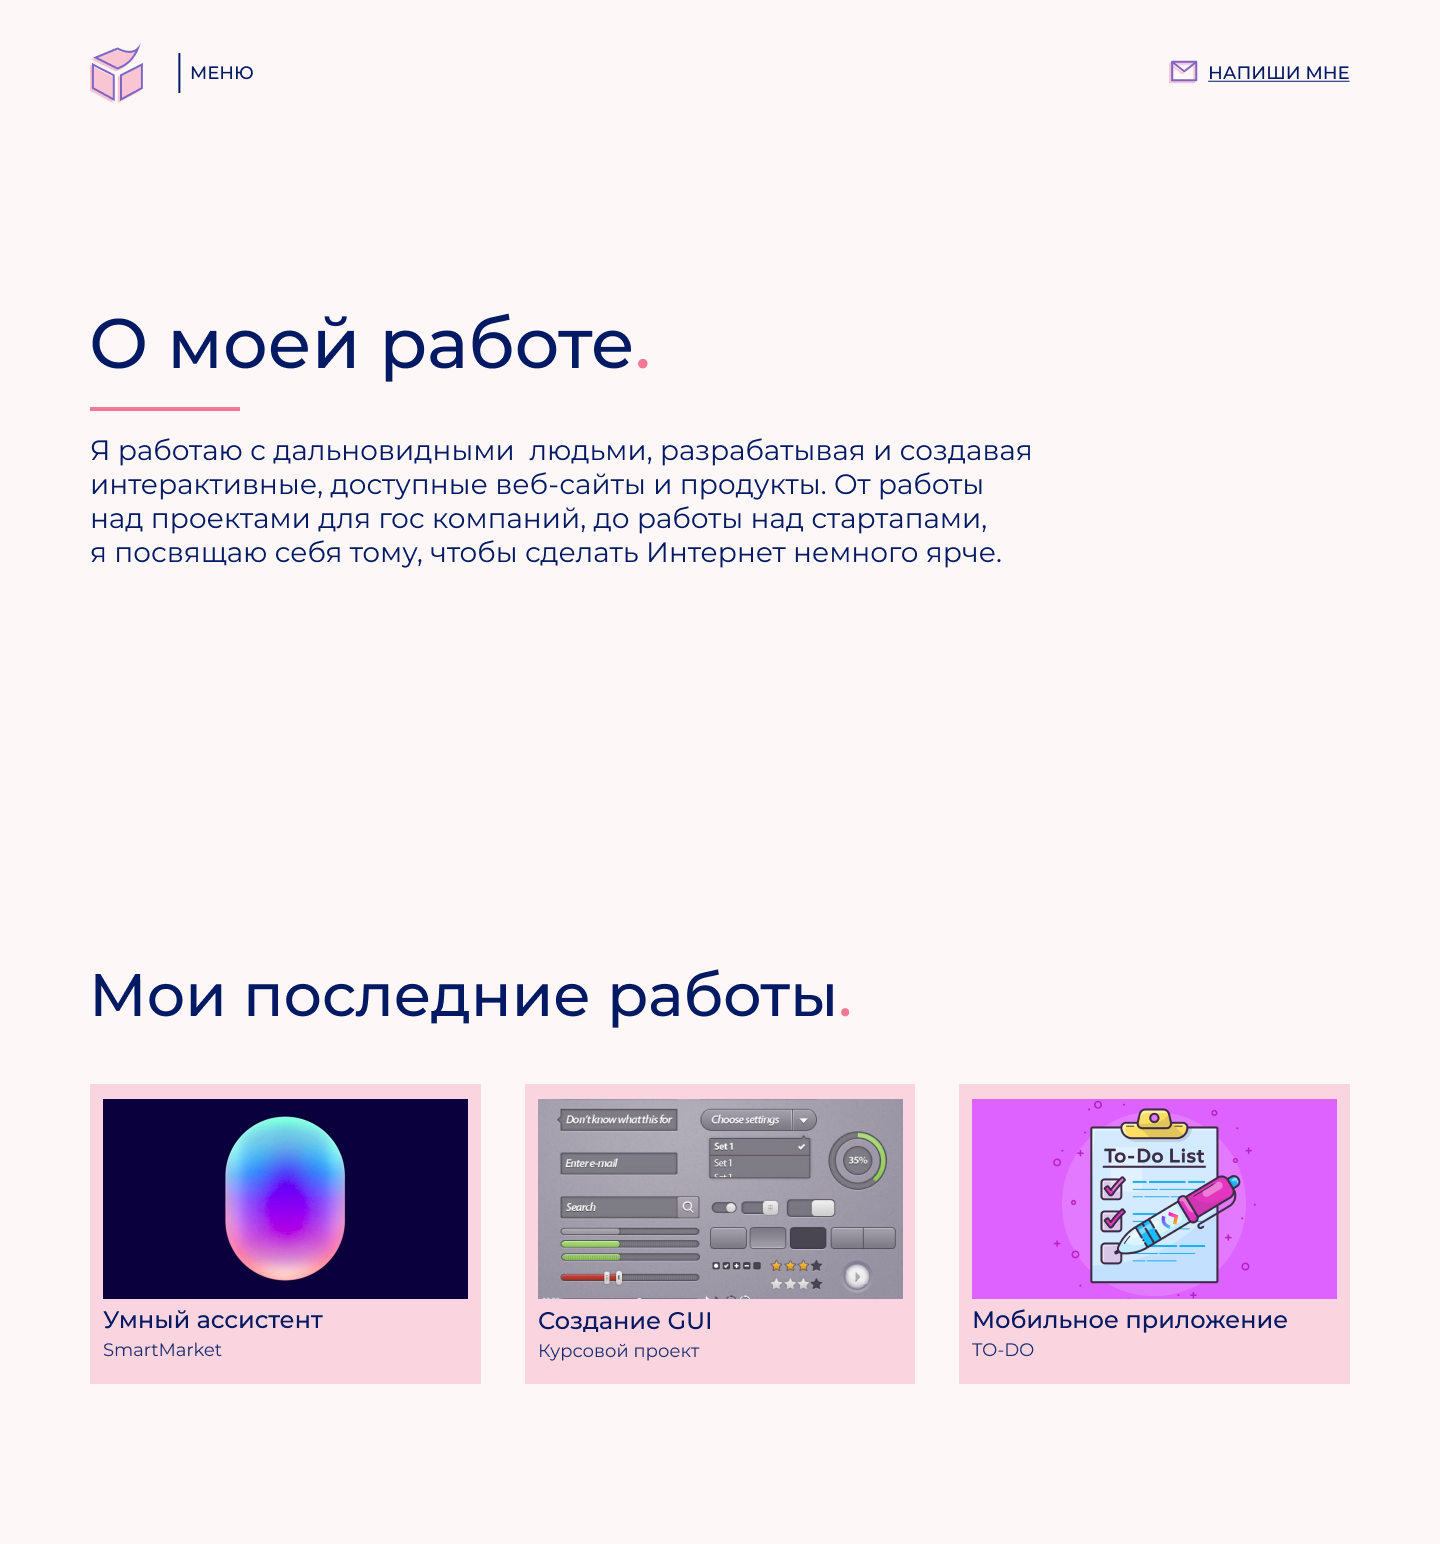 МЕНЮ
НАПИШИ МНЕ
О моей работе.
Я работаю с дальновидными  людьми, разрабатывая и создавая
интерактивные, доступные веб-сайты и продукты. От работы
над проектами для гос компаний, до работы над стартапами,
я посвящаю себя тому, чтобы сделать Интернет немного ярче.
Мои последние работы.
Don't know what this for
Choose settings
Set 1
Set 1
Set 1
35%
Enter e-mail
Search
To-Do List
Умный ассистент
SmartMarket
Создание GUI
Курсовой проект
Мобильное приложение
TO-DO